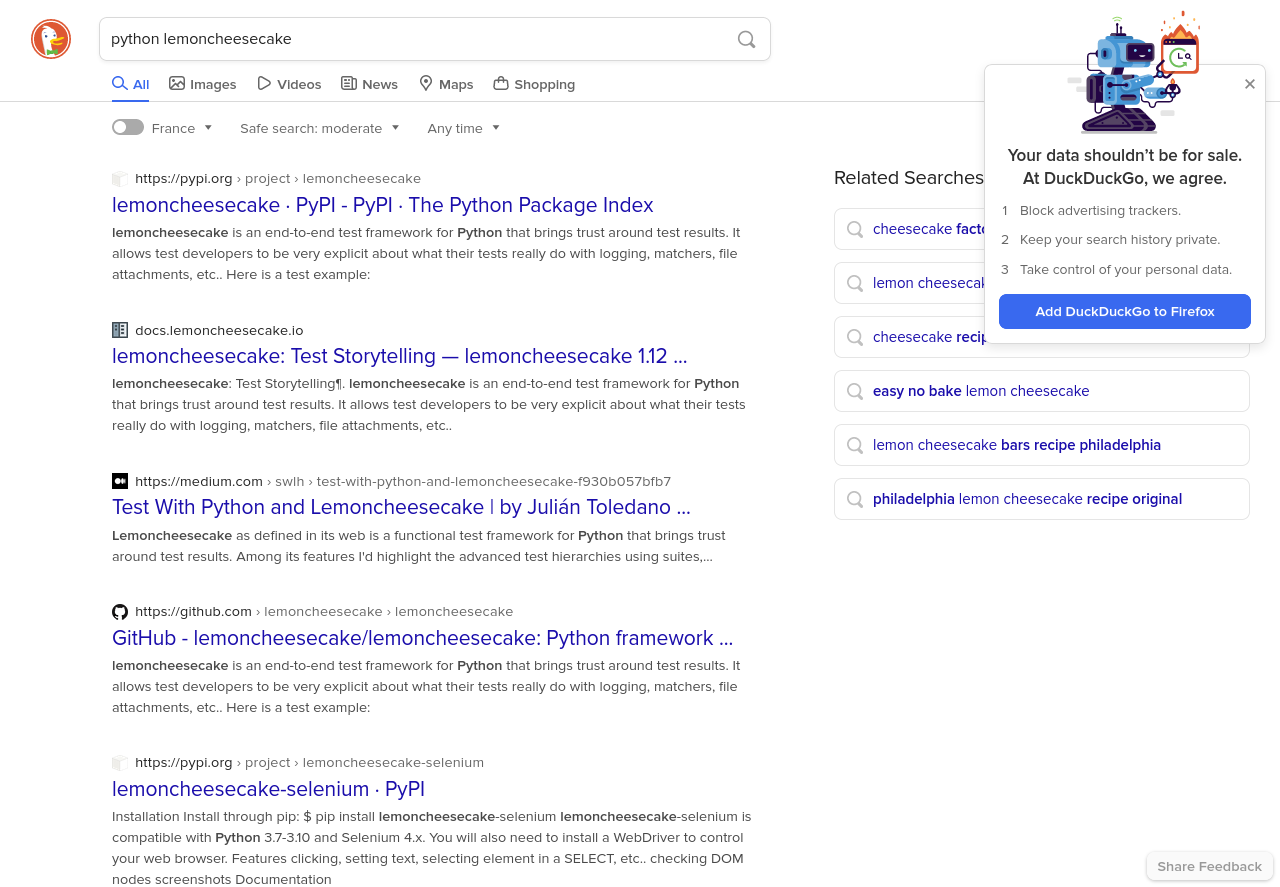 python lemoncheesecake
All Images Videos News Maps Shopping
France Safe search: moderate Any time
https://pypi.org › project › lemoncheesecake
lemoncheesecake · PyPI - PyPI · The Python Package Index
lemoncheesecake is an end-to-end test framework for Python that brings trust around test results. It
allows test developers to be very explicit about what their tests really do with logging, matchers, file
attachments, etc.. Here is a test example:
docs.lemoncheesecake.io
lemoncheesecake: Test Storytelling — lemoncheesecake 1.12 ...
lemoncheesecake: Test Storytelling¶. lemoncheesecake is an end-to-end test framework for Python
that brings trust around test results. It allows test developers to be very explicit about what their tests
really do with logging, matchers, file attachments, etc..
https://medium.com › swlh › test-with-python-and-lemoncheesecake-f930b057bfb7
Test With Python and Lemoncheesecake | by Julián Toledano ...
Lemoncheesecake as defined in its web is a functional test framework for Python that brings trust
around test results. Among its features I'd highlight the advanced test hierarchies using suites,...
https://github.com › lemoncheesecake › lemoncheesecake
GitHub - lemoncheesecake/lemoncheesecake: Python framework ...
lemoncheesecake is an end-to-end test framework for Python that brings trust around test results. It
allows test developers to be very explicit about what their tests really do with logging, matchers, file
attachments, etc.. Here is a test example:
https://pypi.org › project › lemoncheesecake-selenium
lemoncheesecake-selenium · PyPI
Installation Install through pip: $ pip install lemoncheesecake-selenium lemoncheesecake-selenium is
compatible with Python 3.7-3.10 and Selenium 4.x. You will also need to install a WebDriver to control
your web browser. Features clicking, setting text, selecting element in a SELECT, etc.. checking DOM
nodes screenshots Documentation
Related Searches
cheesecake
lemon
cheesecake
easy no bake lemon cheesecake
lemon cheesecake bars recipe philadelphia
philadelphia lemon cheesecake recipe original
Your data shouldn't be for sale.
At DuckDuckGo, we agree.
1 Block advertising trackers.
2 Keep your search history private.
3 Take control of your personal data.
Add DuckDuckGo to Firefox
Share Feedback